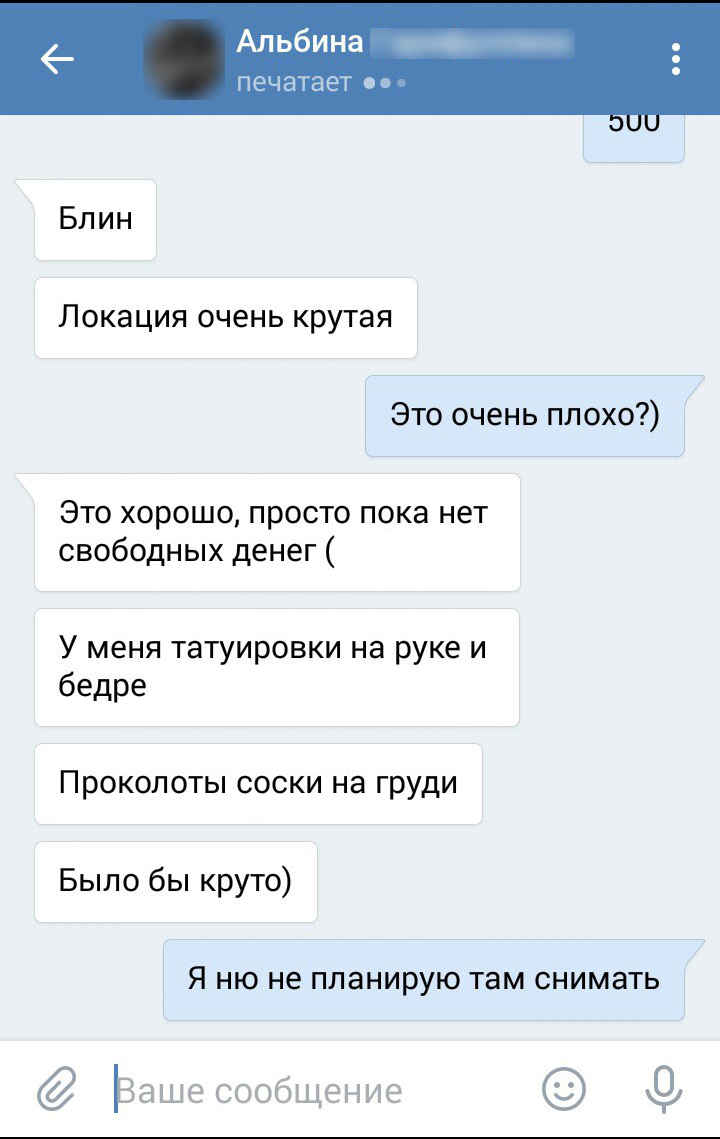 Альбина
печатает
500
Блин
Локация очень крутая
Это очень плохо?)
Это хорошо, просто пока нет
свободных денег (
У меня татуировки на руке и
бедре
Проколоты соски на груди
Было бы круто)
Я ню не планирую там снимать
Ваше сообщение